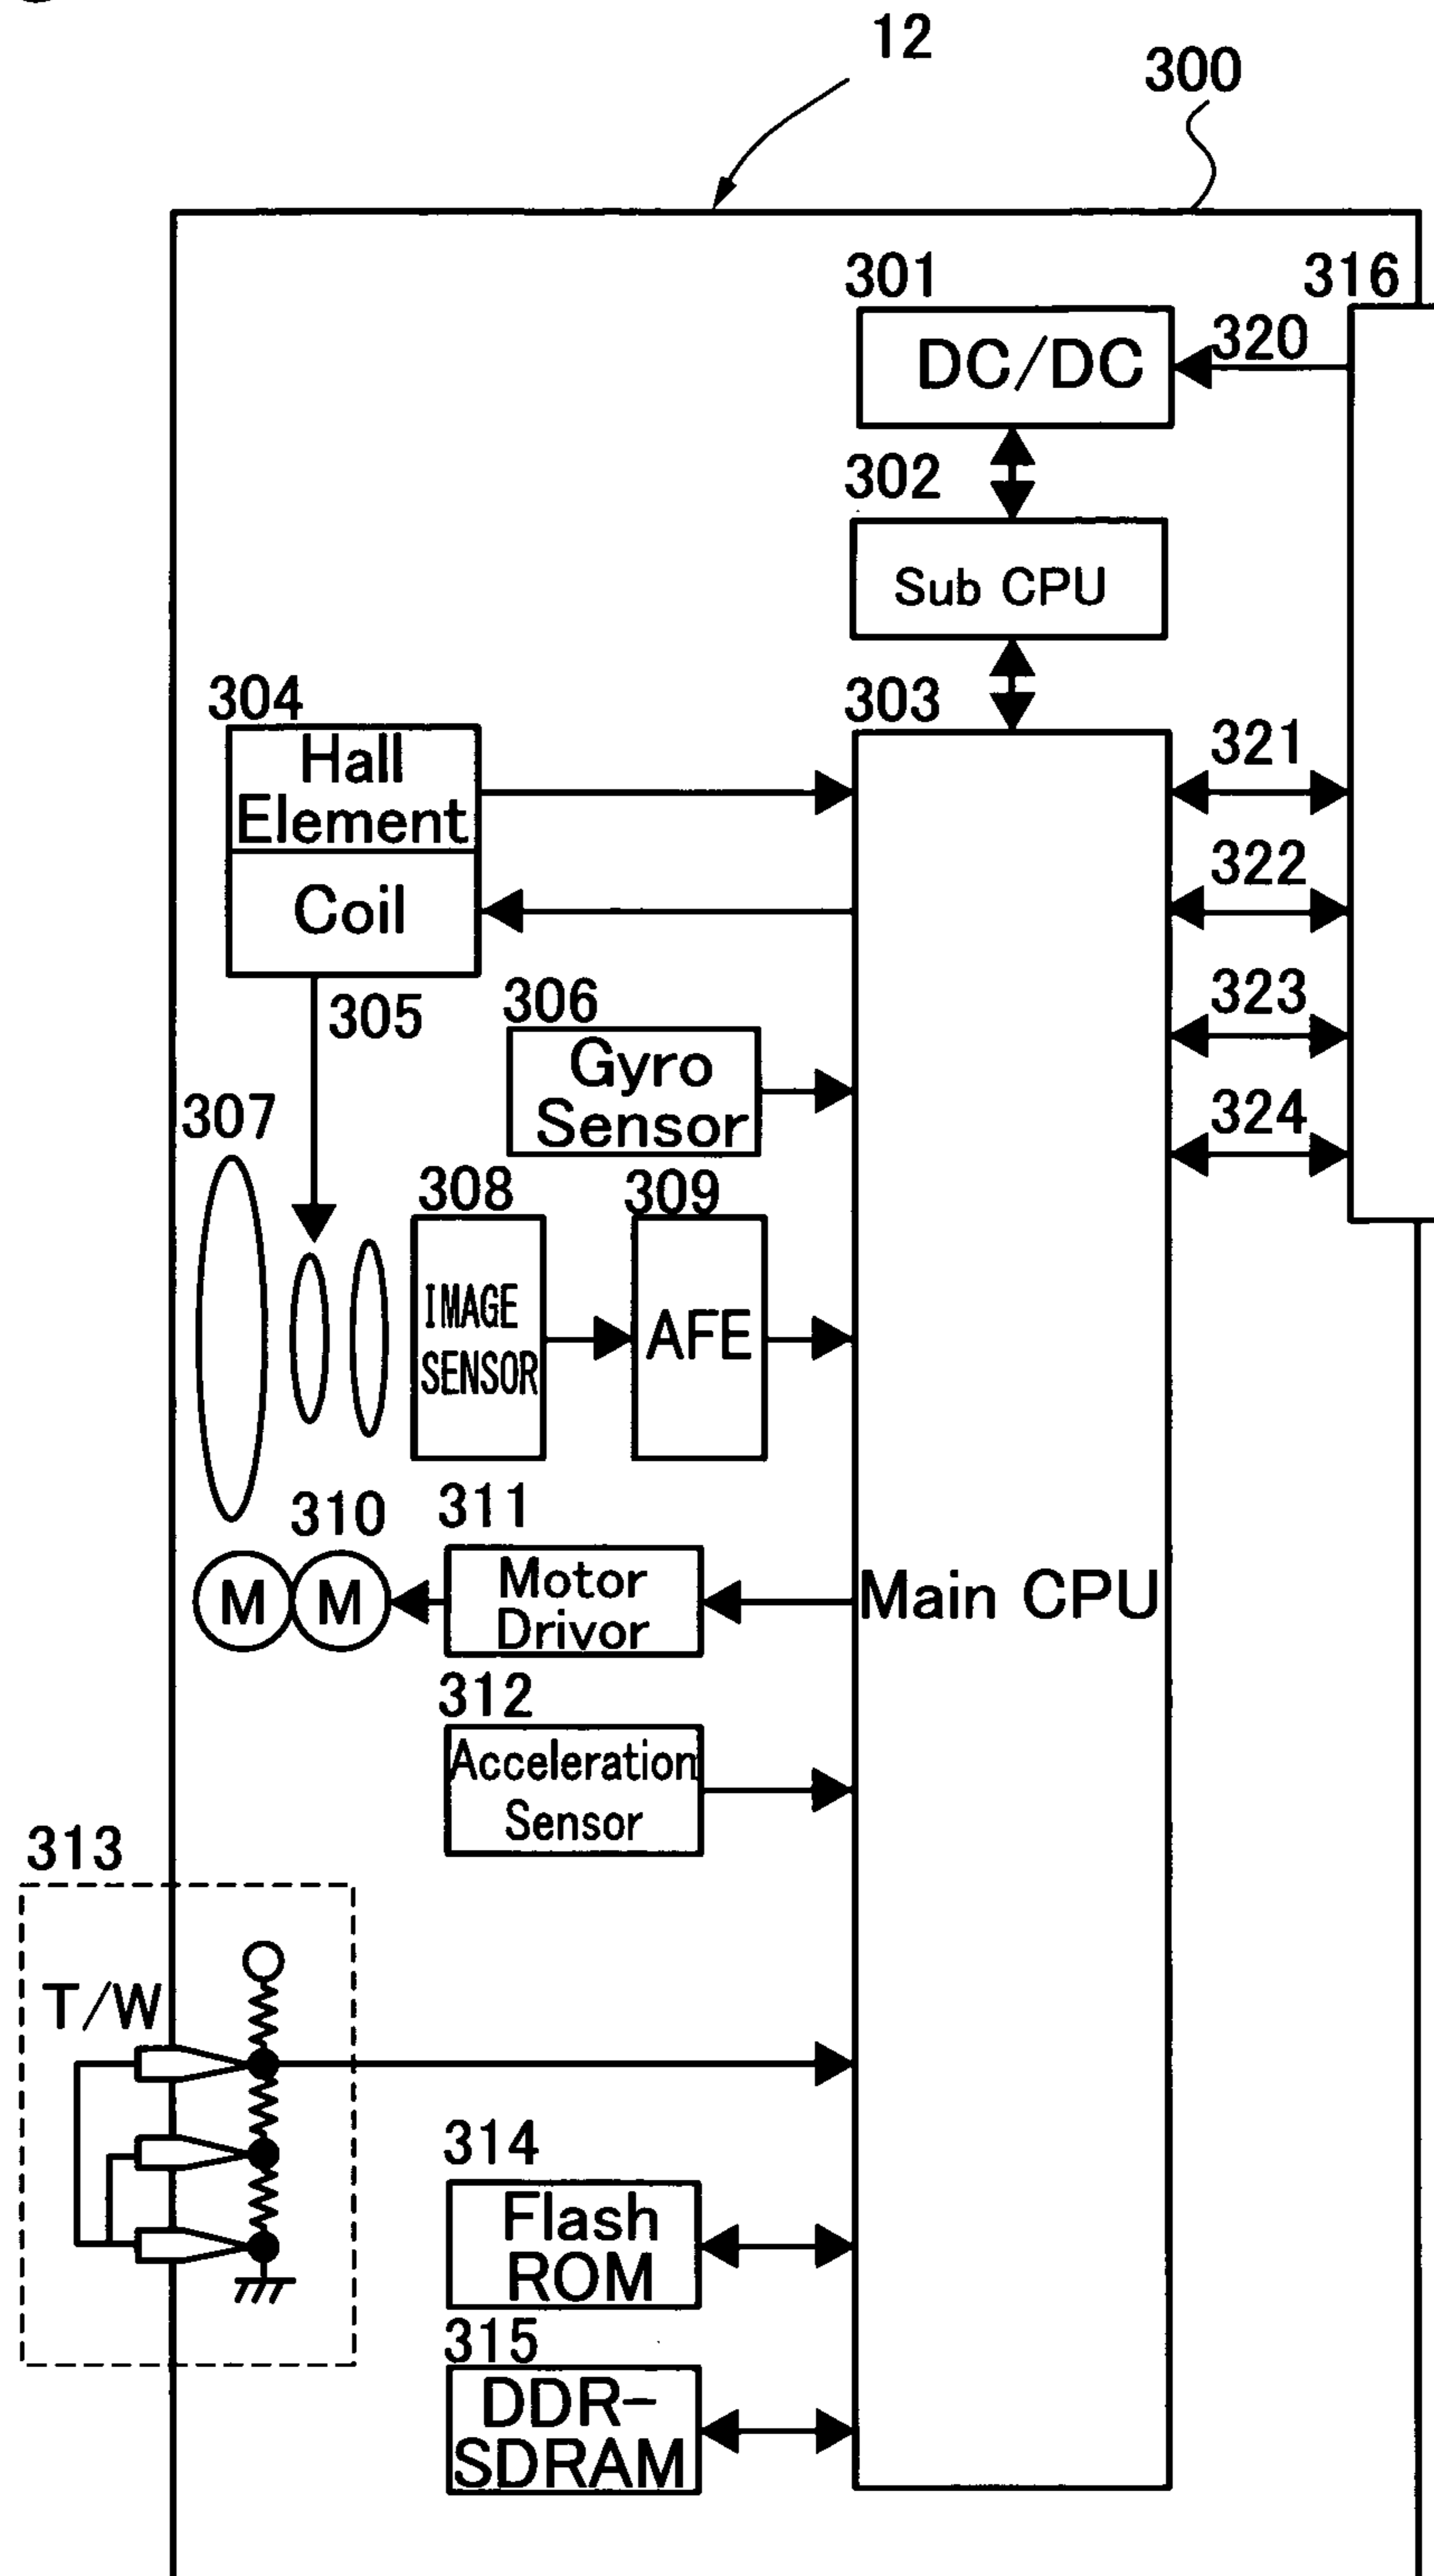 12
300
301
316
DC/DC
320
302
Sub CPU
304
303
Hall
Element
321
Coil
322
305
306
323
Gyro
Sensor
307
324
308
309
IMAGE
SENSOR
AFE
310
311
M
M
Motor
Drivor
Main CPU
312
Acceleration
Sensor
313
T/W
314
Flash
ROM
315
DDR-
SDRAM